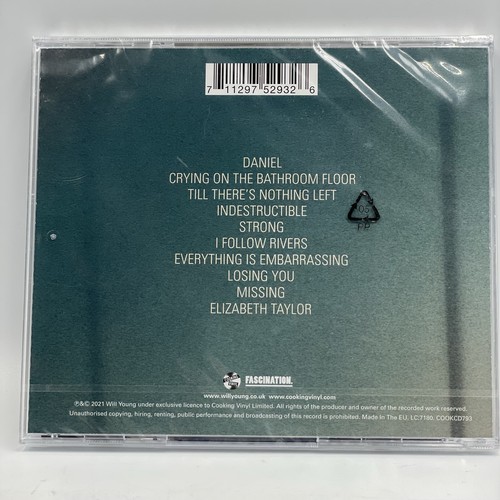 7 11297 52932 6
DANIEL
CRYING ON THE BATHROOM FLOOR
TILL THERE'S NOTHING LEFT
INDESTRUCTIBLE
STRONG
I FOLLOW RIVERS
EVERYTHING IS EMBARRASSING
LOSING YOU
MISSING
ELIZABETH TAYLOR
05
PP
FASCINATION.
www.willyoung.co.uk www.cookingvinyl.com
℗&© 2021 Will Young under exclusive licence to Cooking Vinyl Limited. All rights of the producer and owner of the recorded work reserved.
Unauthorised copying, hiring, renting, public performance and broadcasting of this record is prohibited. Made In The EU. LC:7180. COOKCD793